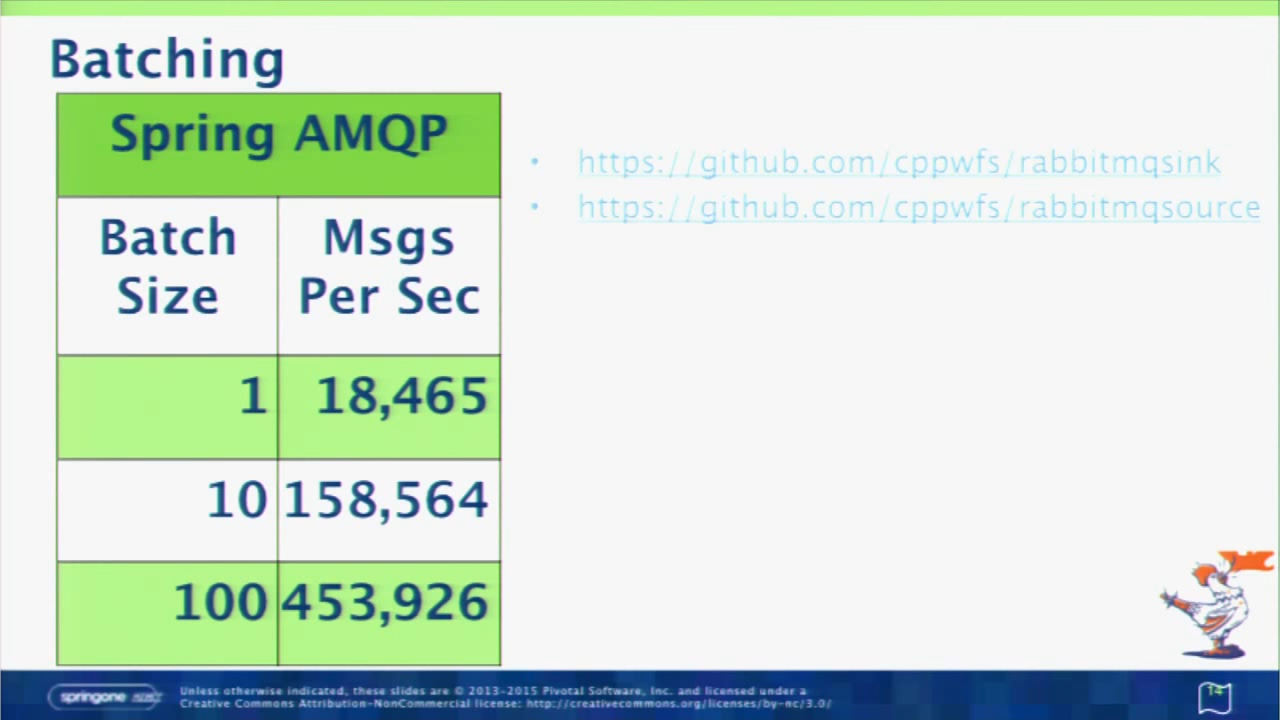 Batching
Spring AMQP
Batch Size
Msgs Per Sec
1 18,465
10 158,564
100 453,926
• https://github.com/cppwfs/rabbitmqsink
• https://github.com/cppwfs/rabbitmqsource
springone
Unless otherwise indicated, these slides are © 2013-2015 Pivotal Software, Inc. and licensed under a
Creative Commons Attribution-NonCommercial license: http://creativecommons.org/licenses/by-nc/3.0/
14